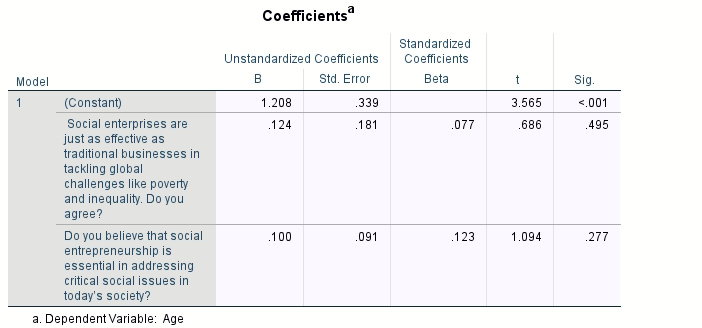 Coefficientsa
Standardized
Unstandardized Coefficients Coefficients
Model B Std. Error Beta t Sig.
1 (Constant) 1.208 .339 3.565 <.001
Social enterprises are .124 .181 .077 .686 .495
just as effective as
traditional businesses in
tackling global
challenges like poverty
and inequality. Do you
agree?
Do you believe that social .100 .091 .123 1.094 .277
entrepreneurship is
essential in addressing
critical social issues in
today's society?
a. Dependent Variable: Age